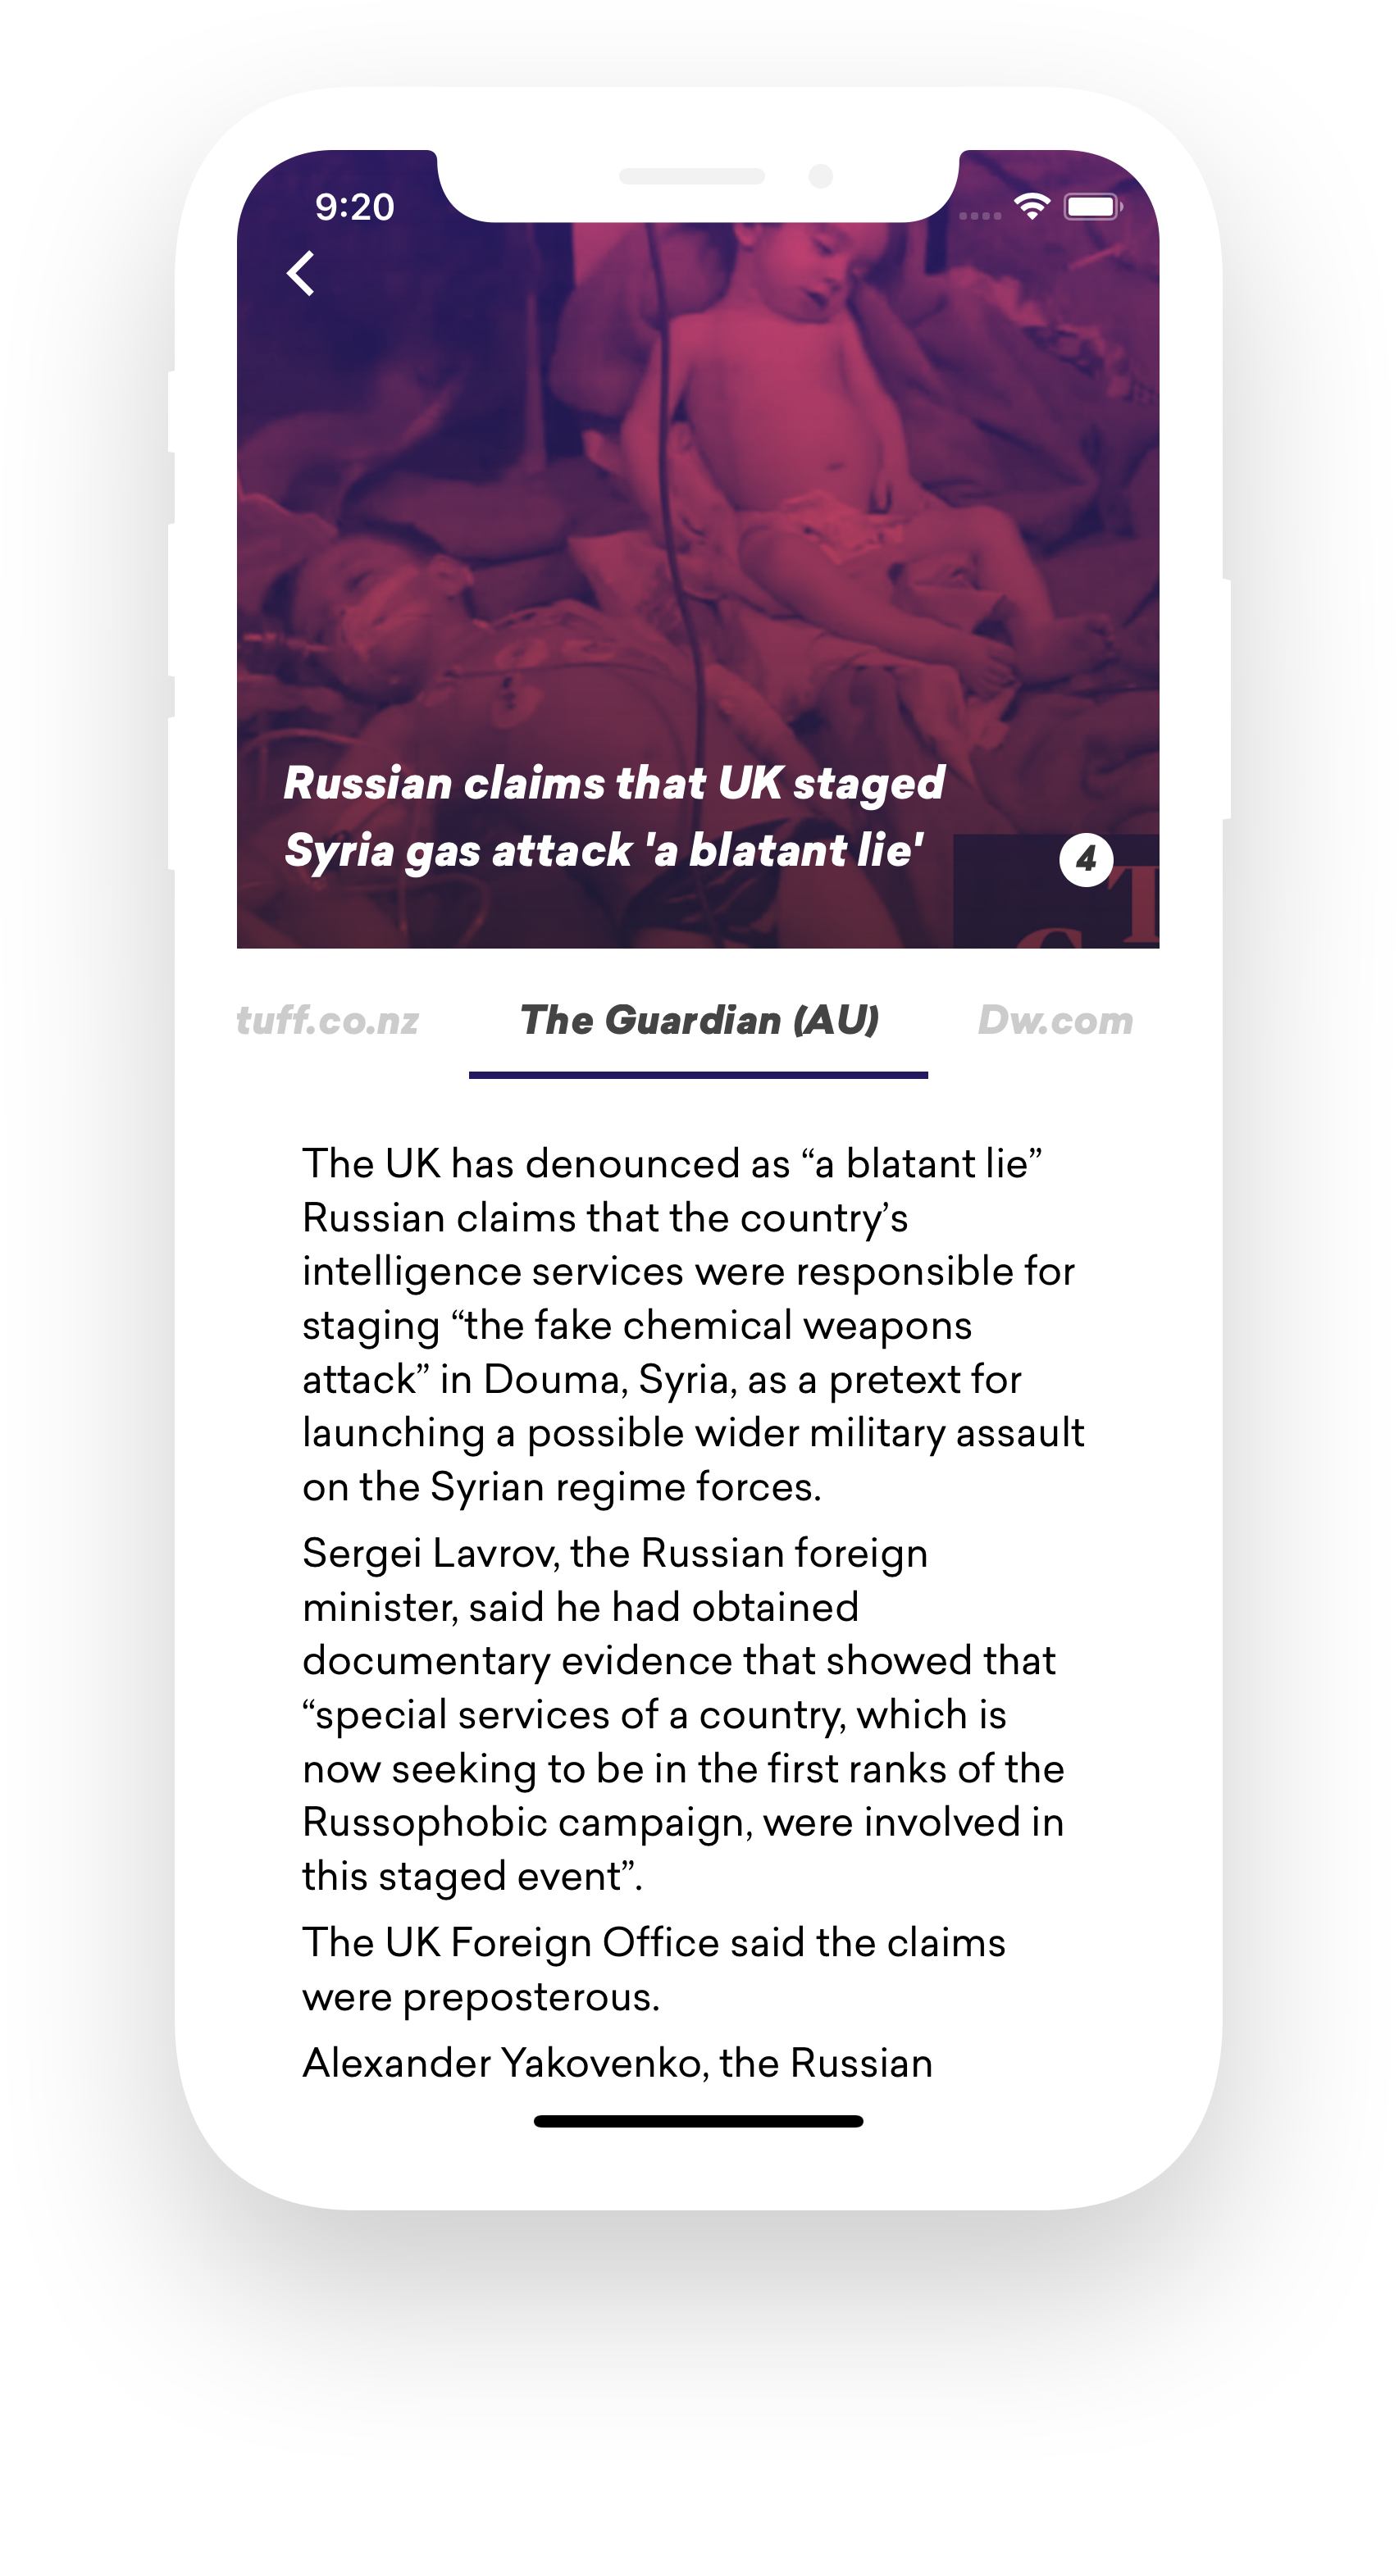 9:20
Russian claims that UK staged
Syria gas attack 'a blatant lie'
4
T
S
tuff.co.nz
The Guardian (AU)
Dw.com
The UK has denounced as “a blatant lie”
Russian claims that the country’s
intelligence services were responsible for
staging “the fake chemical weapons
attack” in Douma, Syria, as a pretext for
launching a possible wider military assault
on the Syrian regime forces.
Sergei Lavrov, the Russian foreign
minister, said he had obtained
documentary evidence that showed that
“special services of a country, which is
now seeking to be in the first ranks of the
Russophobic campaign, were involved in
this staged event”.
The UK Foreign Office said the claims
were preposterous.
Alexander Yakovenko, the Russian